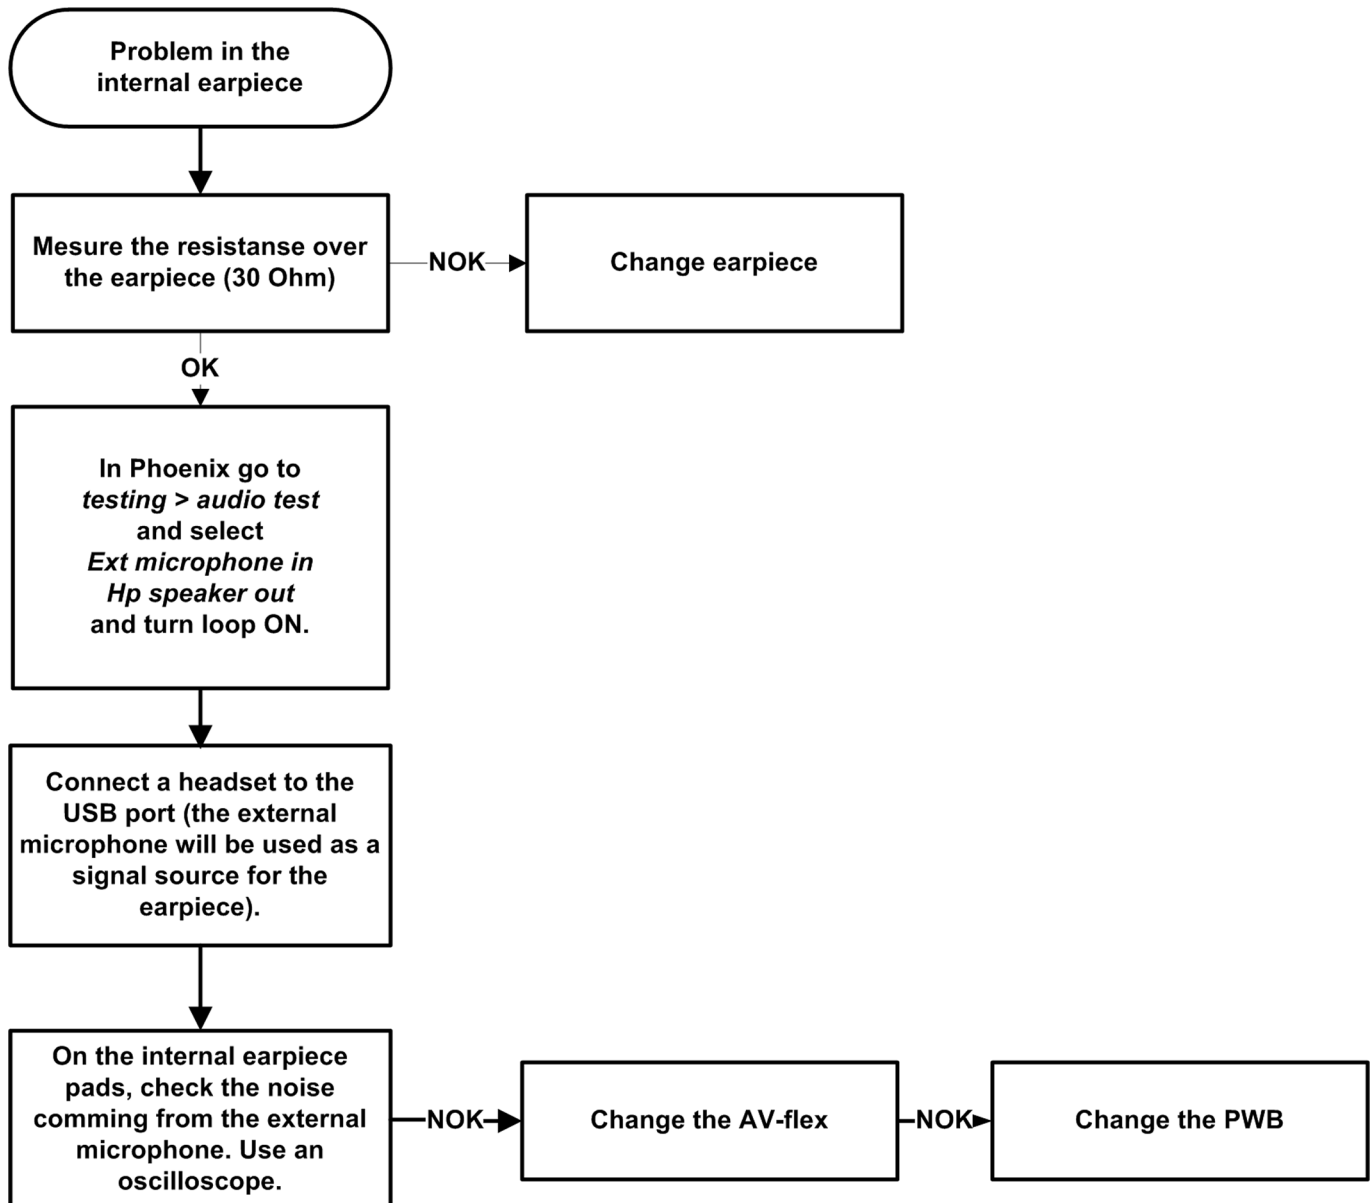 Problem in the
internal earpiece
Mesure the resistanse over
the earpiece (30 Ohm)
NOK
Change earpiece
OK
In Phoenix go to
testing > audio test
and select
Ext microphone in
Hp speaker out
and turn loop ON.
Connect a headset to the
USB port (the external
microphone will be used as a
signal source for the
earpiece).
On the internal earpiece
pads, check the noise
comming from the external
microphone. Use an
oscilloscope.
NOK
Change the AV-flex
NOK
Change the PWB